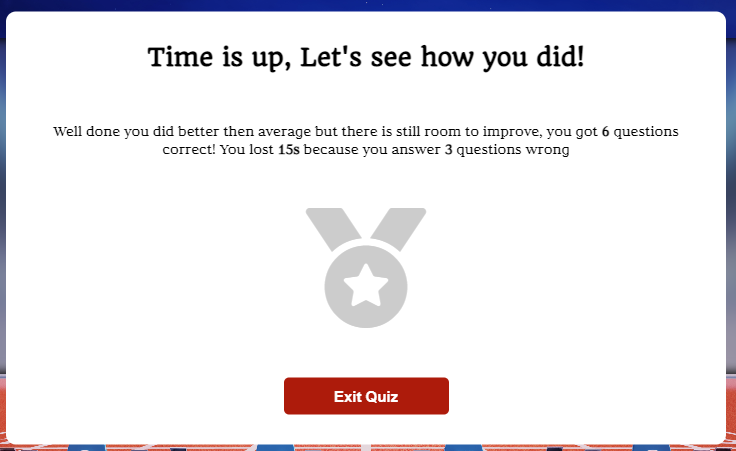 Time is up, Let's see how you did!
Well done you did better then average but there is still room to improve, you got 6 questions
correct! You lost 15s because you answer 3 questions wrong
Exit Quiz